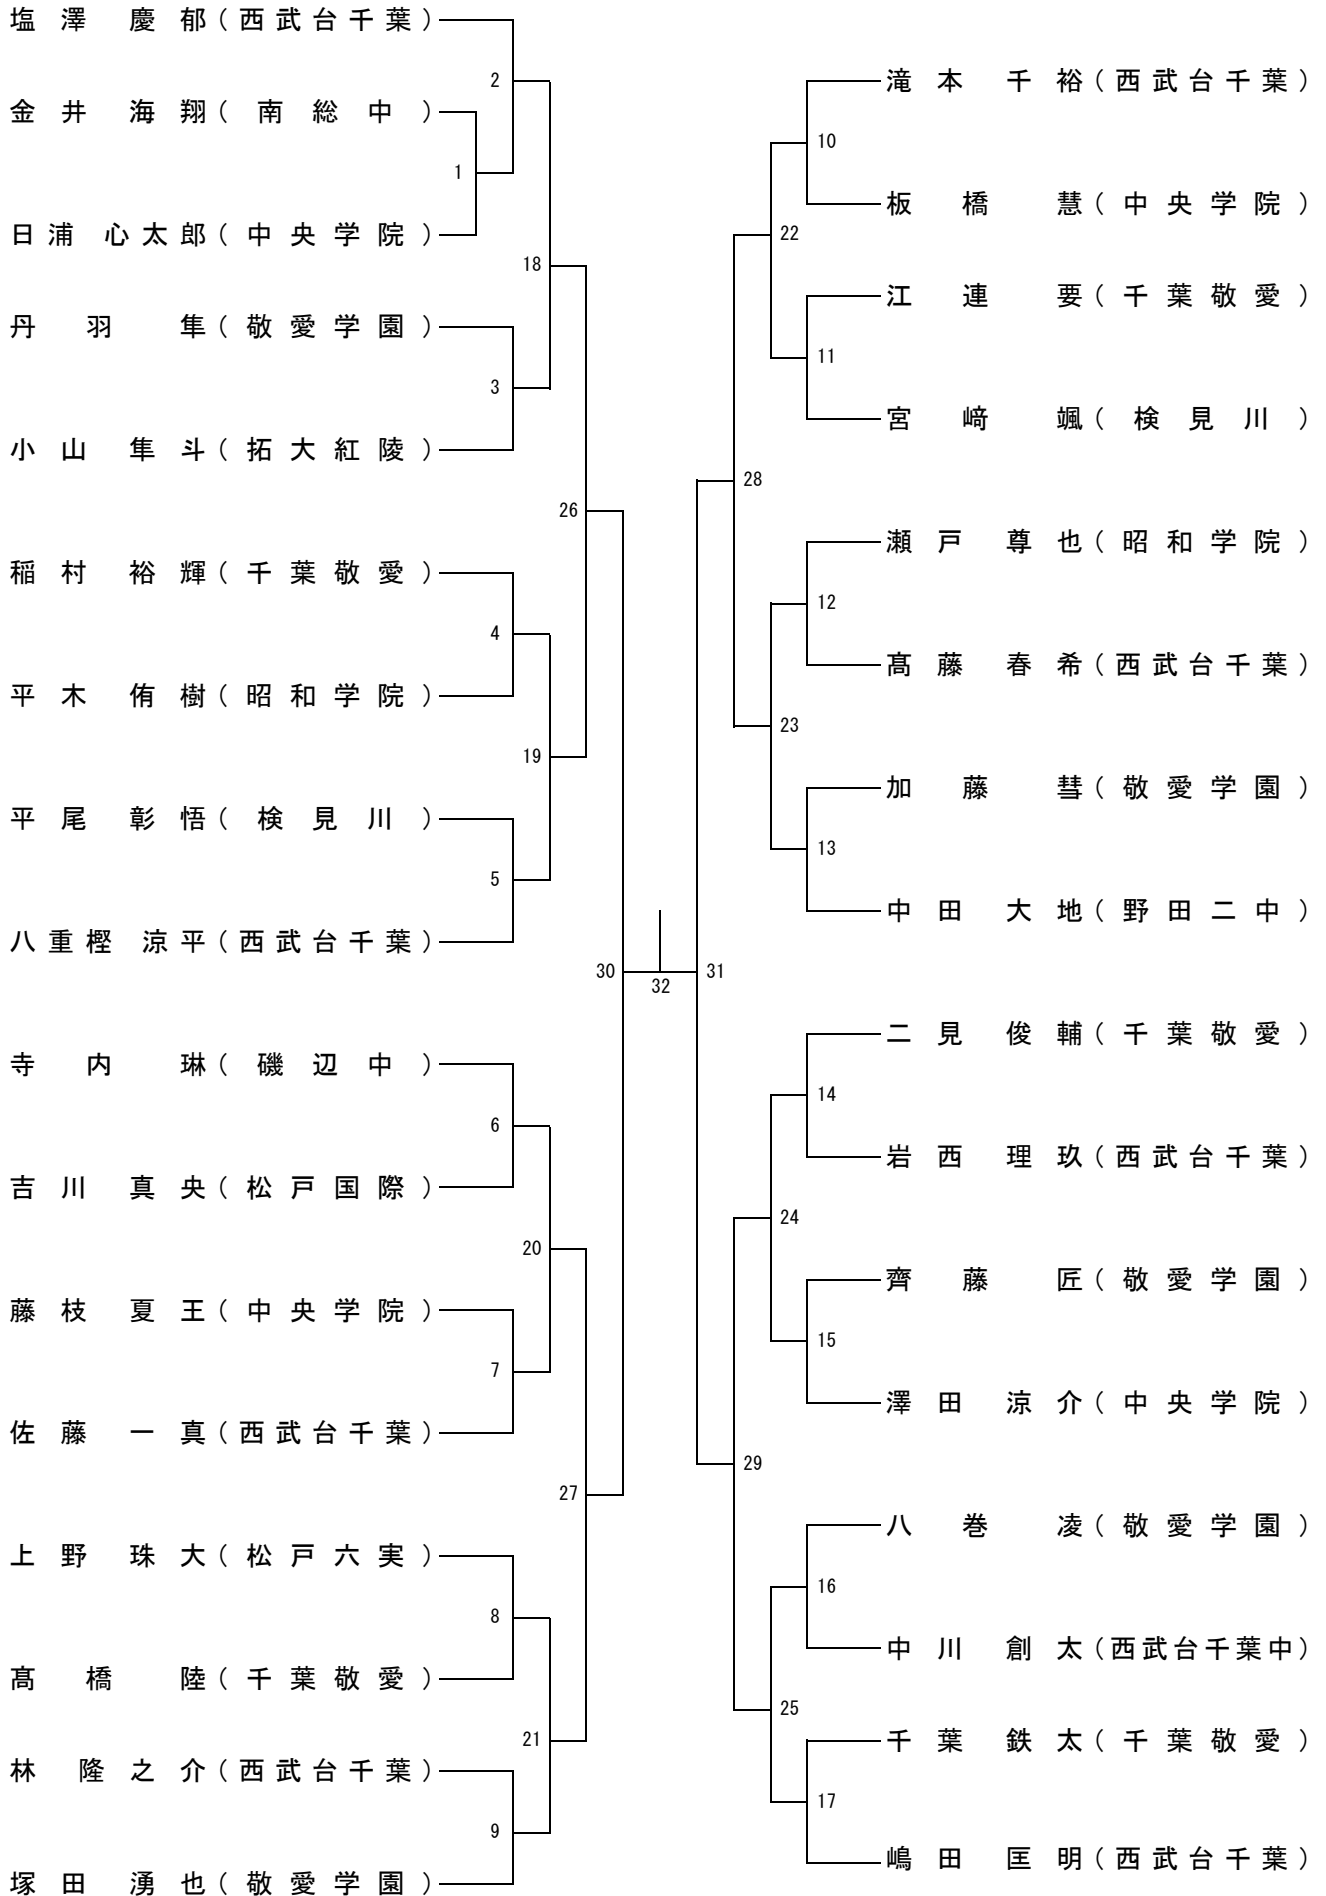 塩澤 慶郁(西武台千葉)
2
金井 海翔(南総中)
1
日浦 心太郎(中央学院)
18
丹羽 隼(敬愛学園)
3
小山 隼斗(拓大紅陵)
26
稲村 裕輝(千葉敬愛)
4
平木 侑樹(昭和学院)
19
平尾 彰悟(検見川)
5
八重樫 涼平(西武台千葉)
30
寺内 琳(磯辺中)
6
吉川 真央(松戸国際)
20
藤枝 夏王(中央学院)
7
佐藤 一真(西武台千葉)
27
上野 珠大(松戸六実)
8
髙橋 陸(千葉敬愛)
21
林 隆之介(西武台千葉)
9
塚田 湧也(敬愛学園)
32
滝本 千裕(西武台千葉)
10
板橋 慧(中央学院)
22
江連 要(千葉敬愛)
11
宮﨑 颯(検見川)
28
瀬戸 尊也(昭和学院)
12
髙藤 春希(西武台千葉)
23
加藤 彗(敬愛学園)
13
中田 大地(野田二中)
31
二見 俊輔(千葉敬愛)
14
岩西 理玖(西武台千葉)
24
齊藤 匠(敬愛学園)
15
澤田 涼介(中央学院)
29
八巻 凌(敬愛学園)
16
中川 創太(西武台千葉中)
25
千葉 鉄太(千葉敬愛)
17
嶋田 匡明(西武台千葉)